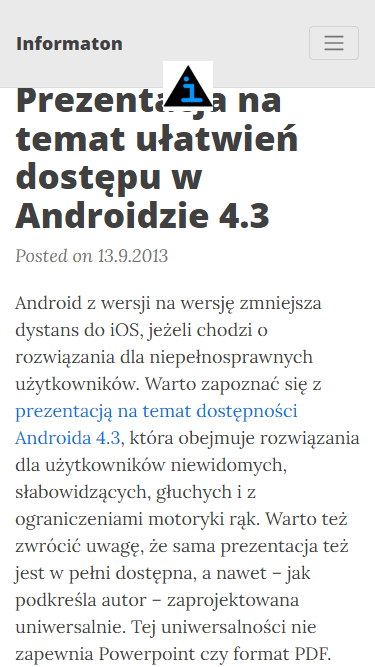 Informaton
i
Prezentacja na
temat ułatwień
dostępu w
Androidzie 4.3
Posted on 13.9.2013
Android z wersji na wersję zmniejsza
dystans do iOS, jeżeli chodzi o
rozwiązania dla niepełnosprawnych
użytkowników. Warto zapoznać się z
prezentacją na temat dostępności
Androida 4.3, która obejmuje rozwiązania
dla użytkowników niewidomych,
słabowidzących, głuchych i z
ograniczeniami motoryki rąk. Warto też
zwrócić uwagę, że sama prezentacja też
jest w pełni dostępna, a nawet – jak
podkreśla autor – zaprojektowana
uniwersalnie. Tej uniwersalności nie
zapewnia Powerpoint czy format PDF.